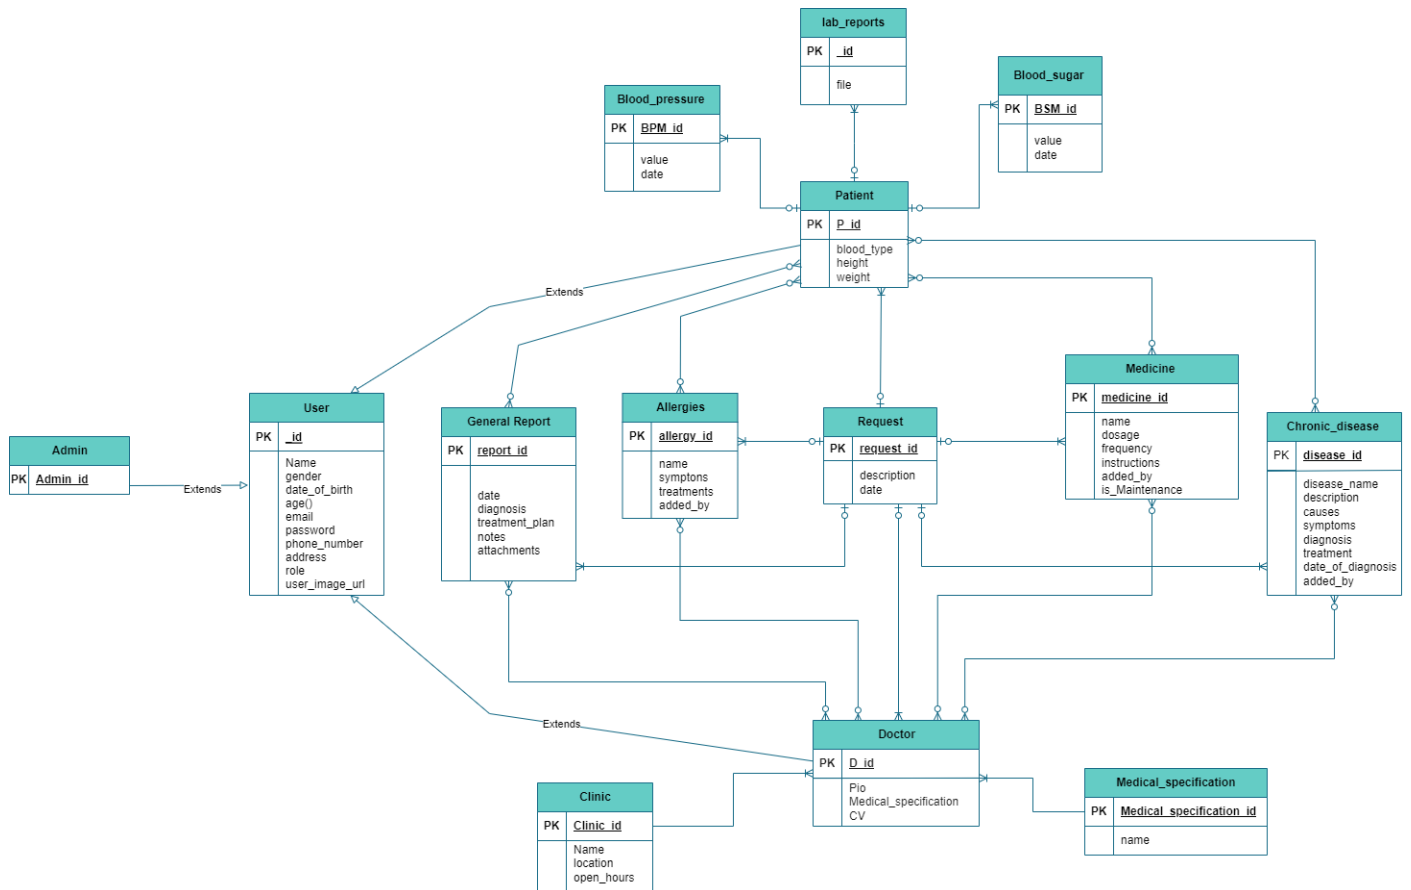 lab_reports
PK _id
file
Blood_sugar
PK BSM_id
value
date
Blood_pressure
PK BPM_id
value
date
Patient
PK P_id
blood_type
height
weight
Extends
Medicine
PK medicine_id
name
dosage
frequency
instructions
added_by
is_Maintenance
User
PK _id
Name
gender
date_of_birth
age()
email
password
phone_number
address
role
user_image_url
General Report
PK report_id
date
diagnosis
treatment_plan
notes
attachments
Allergies
PK allergy_id
name
symptons
treatments
added_by
Request
PK request_id
description
date
Chronic_disease
PK disease_id
disease_name
description
causes
symptoms
diagnosis
treatment
date_of_diagnosis
added_by
Admin
PK Admin_id
Extends
Extends
Doctor
PK D_id
Pio
Medical_specification
CV
Clinic
PK Clinic_id
Name
location
open_hours
Medical_specification
PK Medical_specification_id
name